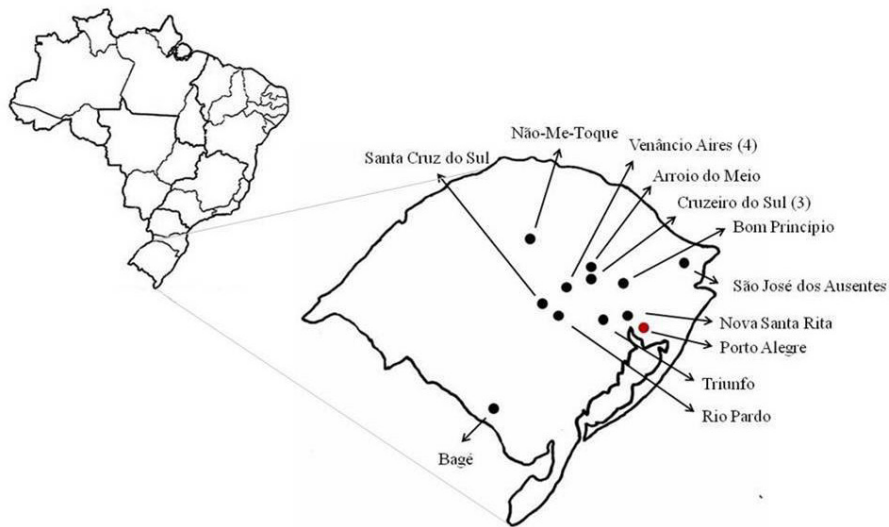 Não-Me-Toque
Venâncio Aires (4)
Santa Cruz do Sul
Arroio do Meio
Cruzeiro do Sul (3)
Bom Princípio
São José dos Ausentes
Nova Santa Rita
Porto Alegre
Triunfo
Rio Pardo
Bagé